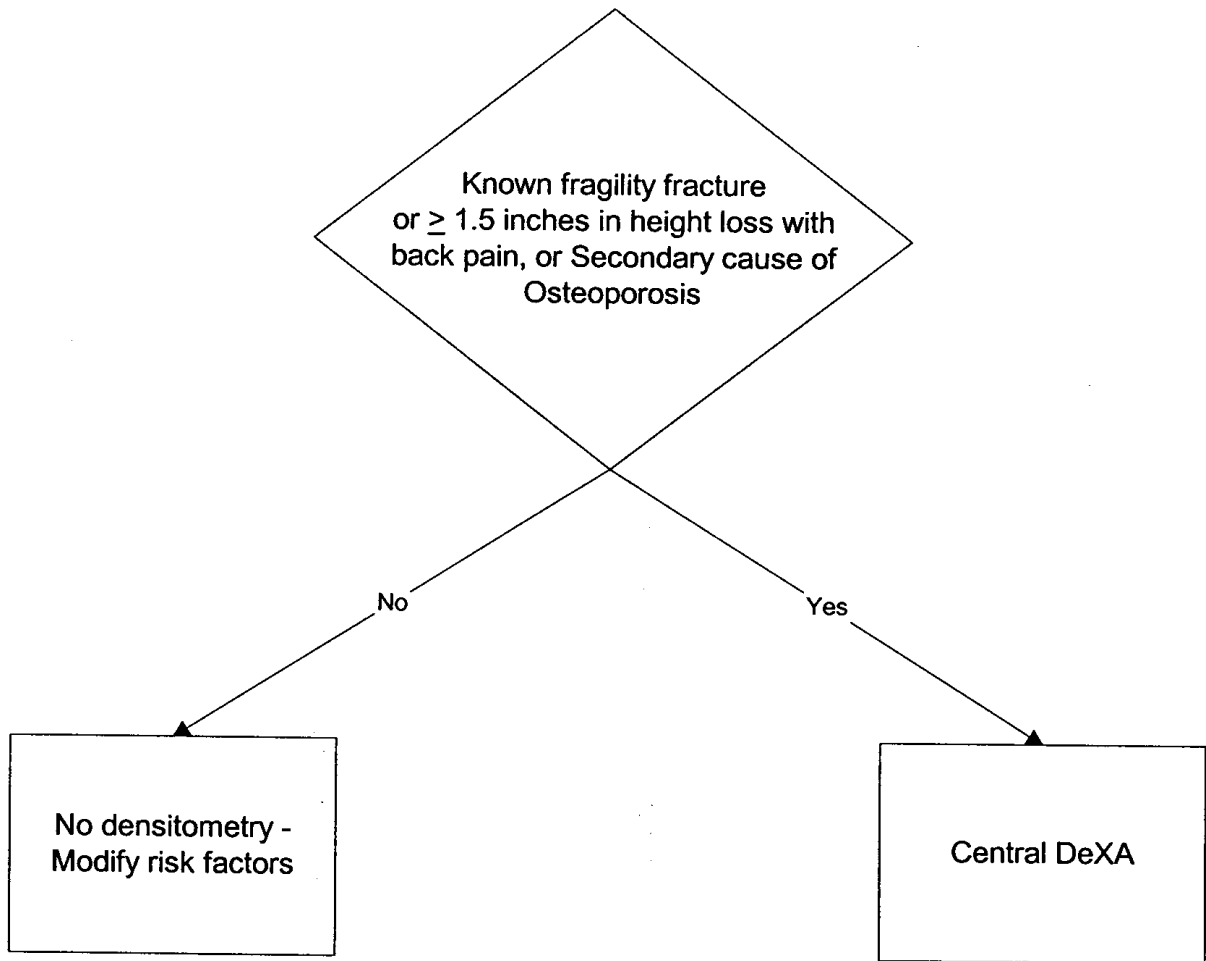 Known fragility fracture
or ≥ 1.5 inches in height loss with
back pain, or Secondary cause of
Osteoporosis
No
Yes
No densitometry -
Modify risk factors
Central DeXA